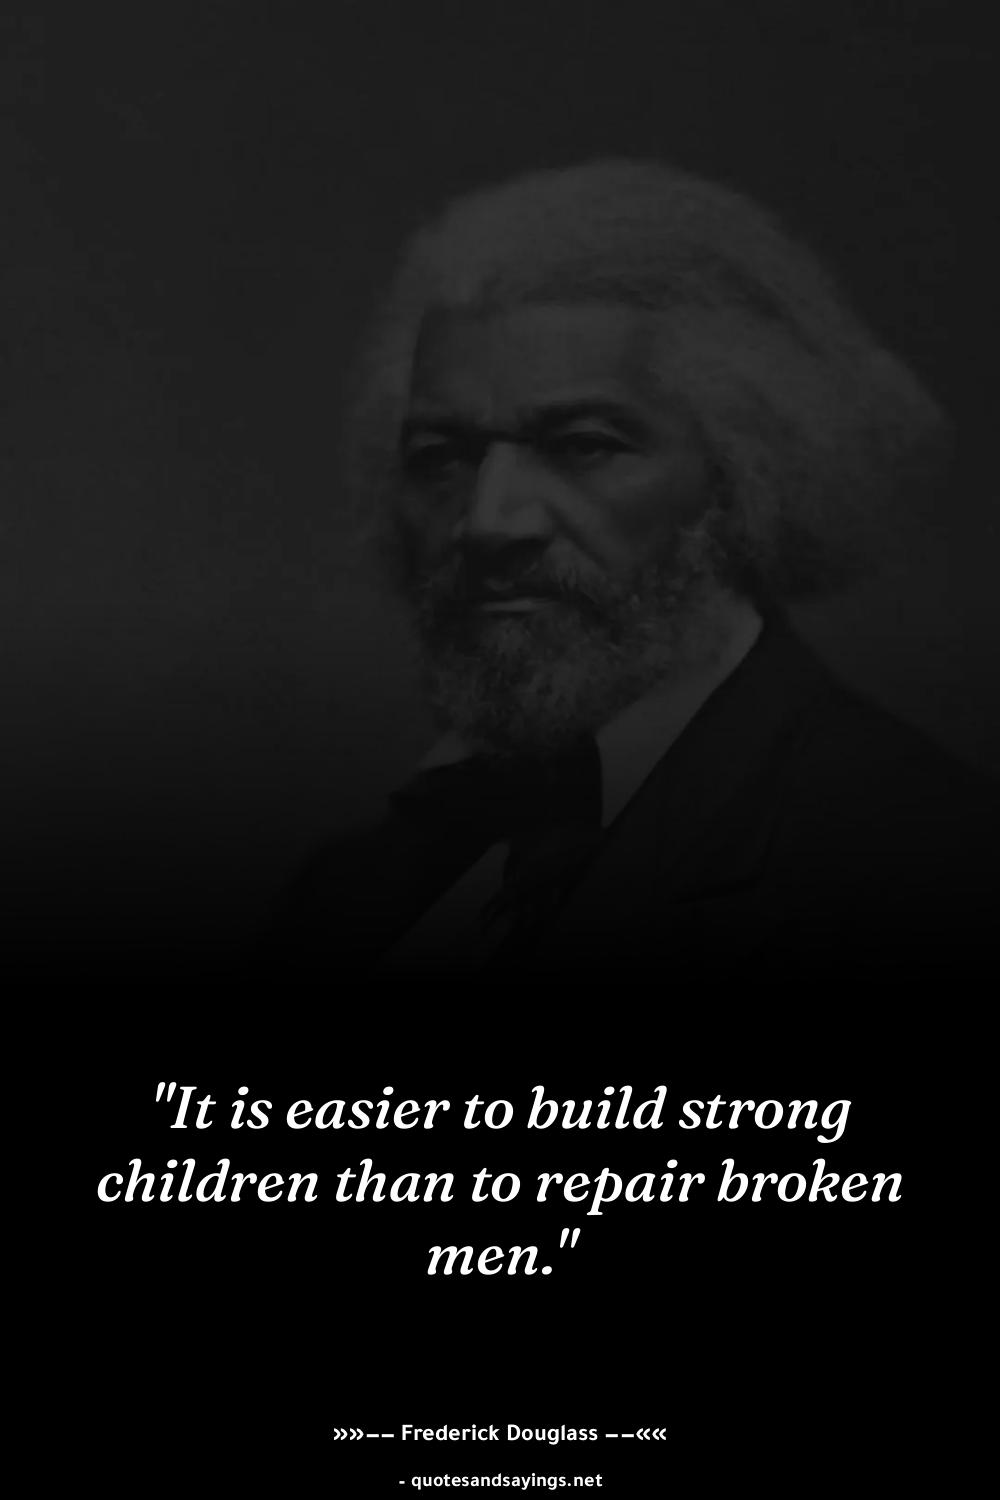 "It is easier to build strong
children than to repair broken
men."
»»–– Frederick Douglass ––««
- quotesandsayings.net